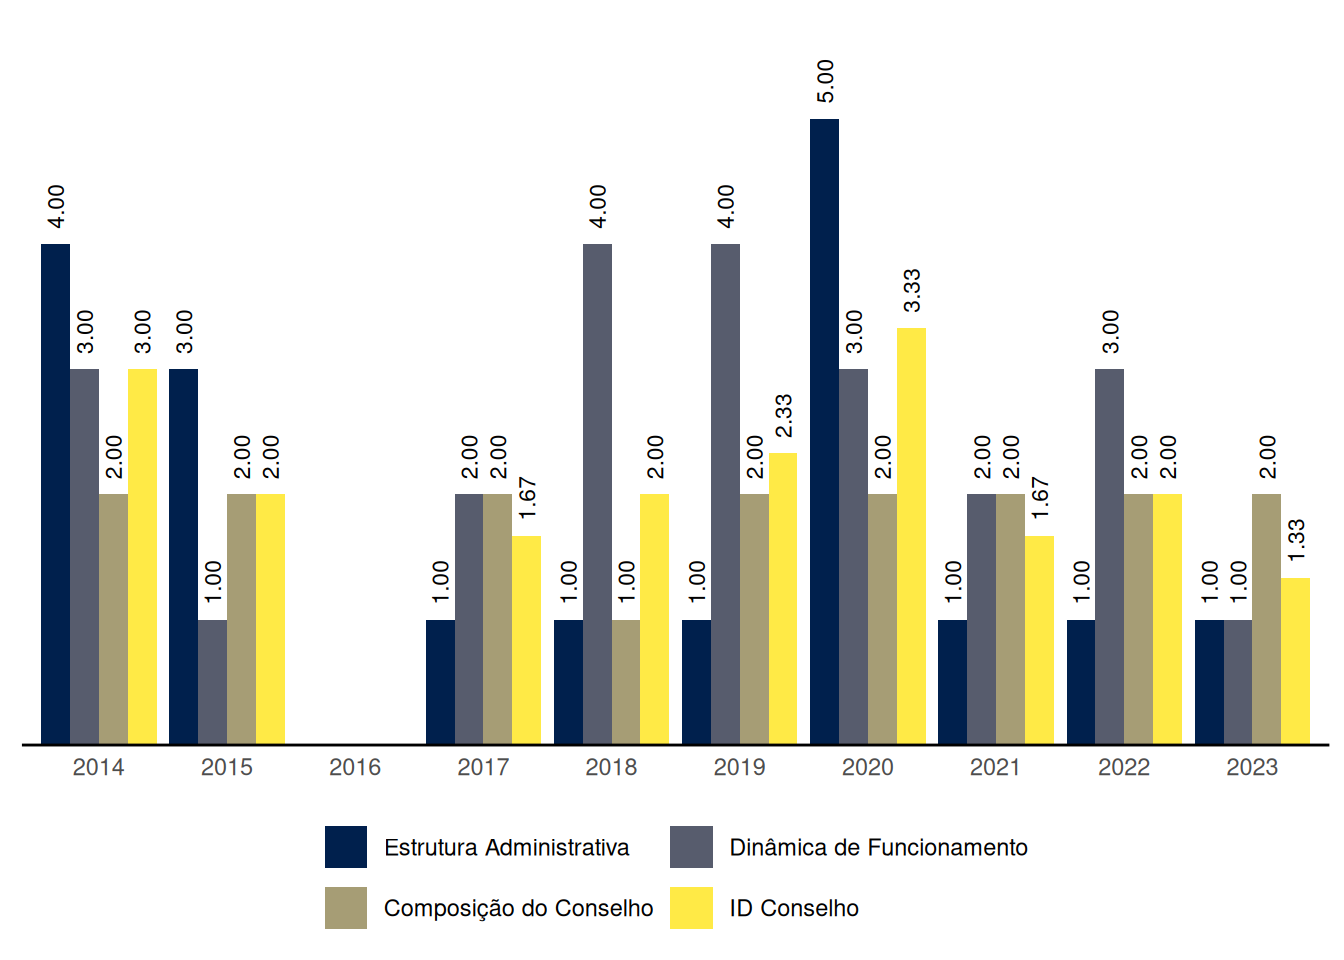 4.00 3.00 2.00 3.00 3.00 1.00 2.00 2.00 1.00 2.00 2.00 1.67 1.00 4.00 1.00 2.00 1.00 4.00 2.00 2.33 5.00 3.00 2.00 3.33 1.00 2.00 2.00 1.67 1.00 3.00 2.00 2.00 1.00 1.00 2.00 1.33
2014 2015 2016 2017 2018 2019 2020 2021 2022 2023
Estrutura Administrativa Dinâmica de Funcionamento
Composição do Conselho ID Conselho